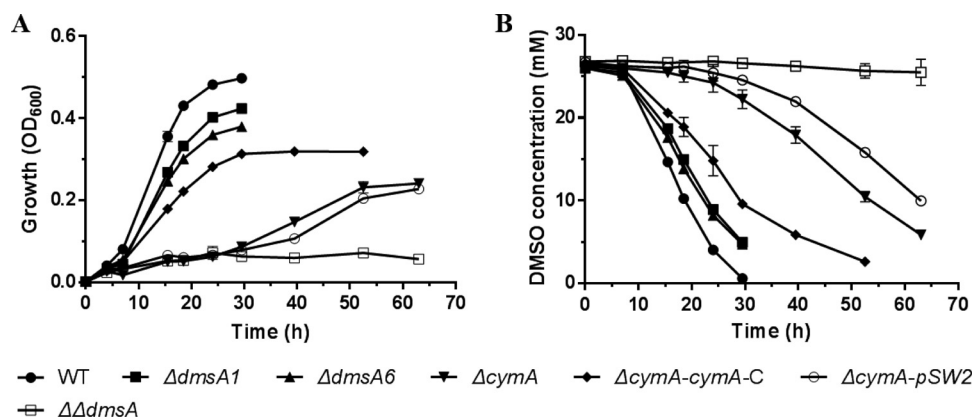 A
B
0.6
0.4
0.2
0.0
Growth (OD600)
0 10 20 30 40 50 60 70
Time (h)
30
20
10
0
DMSO concentration (mM)
0 10 20 30 40 50 60 70
Time (h)
WT ΔdmsA1 ΔdmsA6 ΔcymA ΔcymA-cymA-C ΔcymA-pSW2
ΔΔdmsA